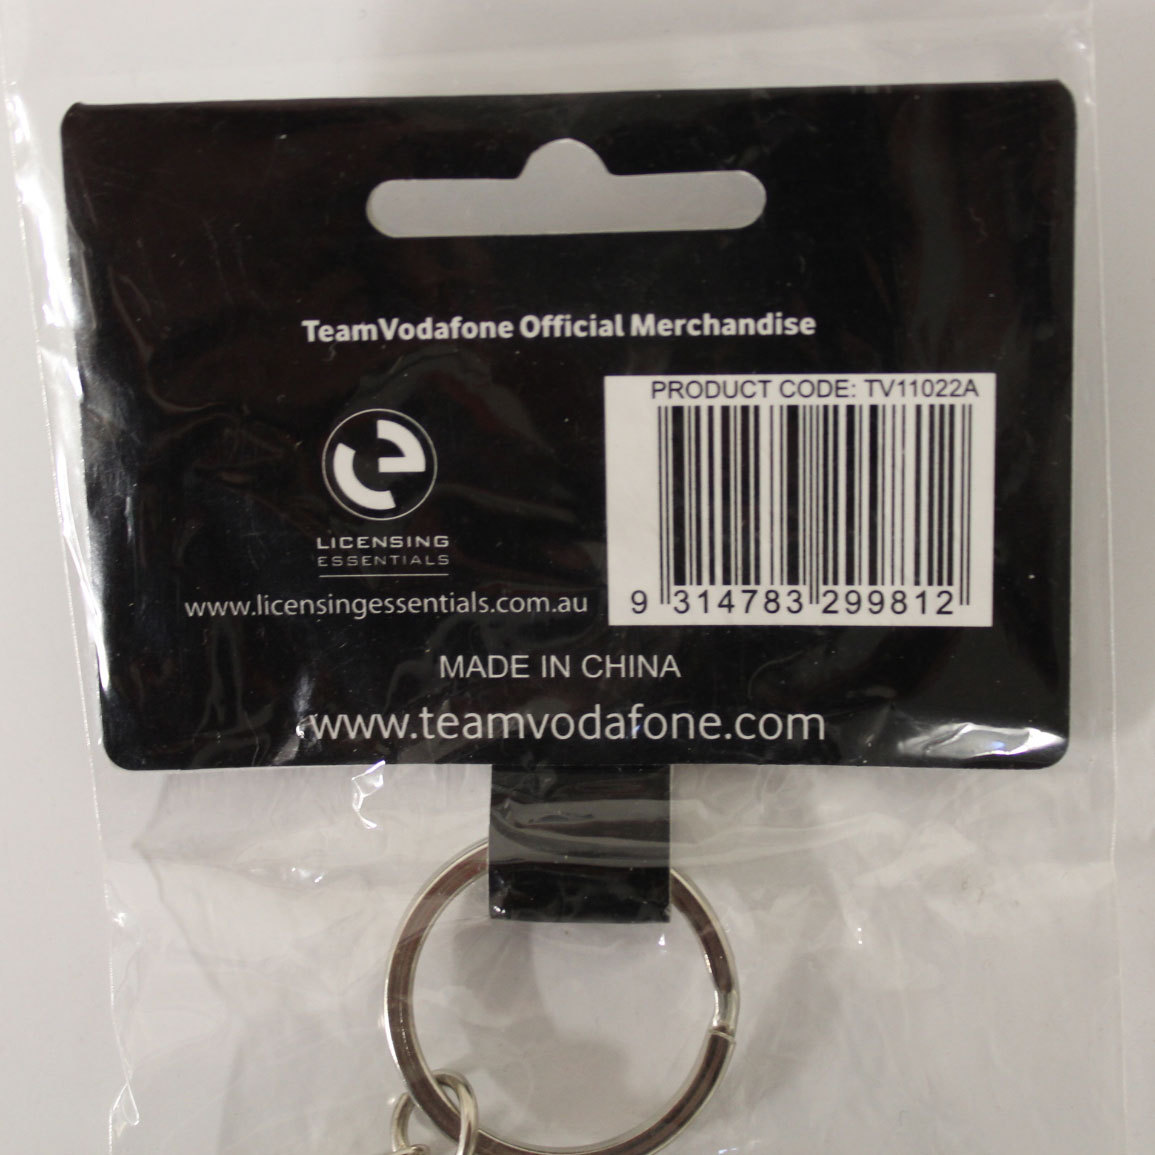 TeamVodafone Official Merchandise
PRODUCT CODE: TV11022A
LICENSING
ESSENTIALS
www.licensingessentials.com.au
9 314783 299812
MADE IN CHINA
www.teamvodafone.com